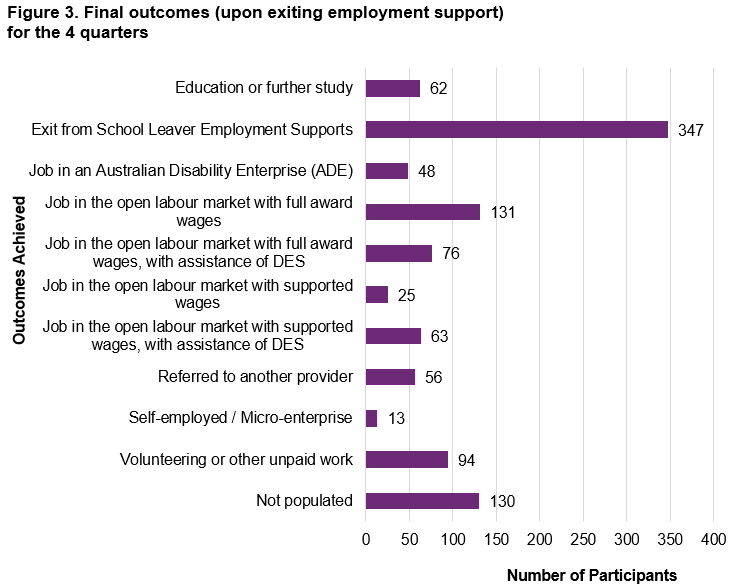 Figure 3. Final outcomes (upon exiting employment support)
for the 4 quarters
Outcomes Achieved
Education or further study
62
Exit from School Leaver Employment Supports
347
Job in an Australian Disability Enterprise (ADE)
48
Job in the open labour market with full award
wages
131
Job in the open labour market with full award
wages, with assistance of DES
76
Job in the open labour market with supported
wages
25
Job in the open labour market with supported
wages, with assistance of DES
63
Referred to another provider
56
Self-employed / Micro-enterprise
13
Volunteering or other unpaid work
94
Not populated
130
0 50 100 150 200 250 300 350 400
Number of Participants